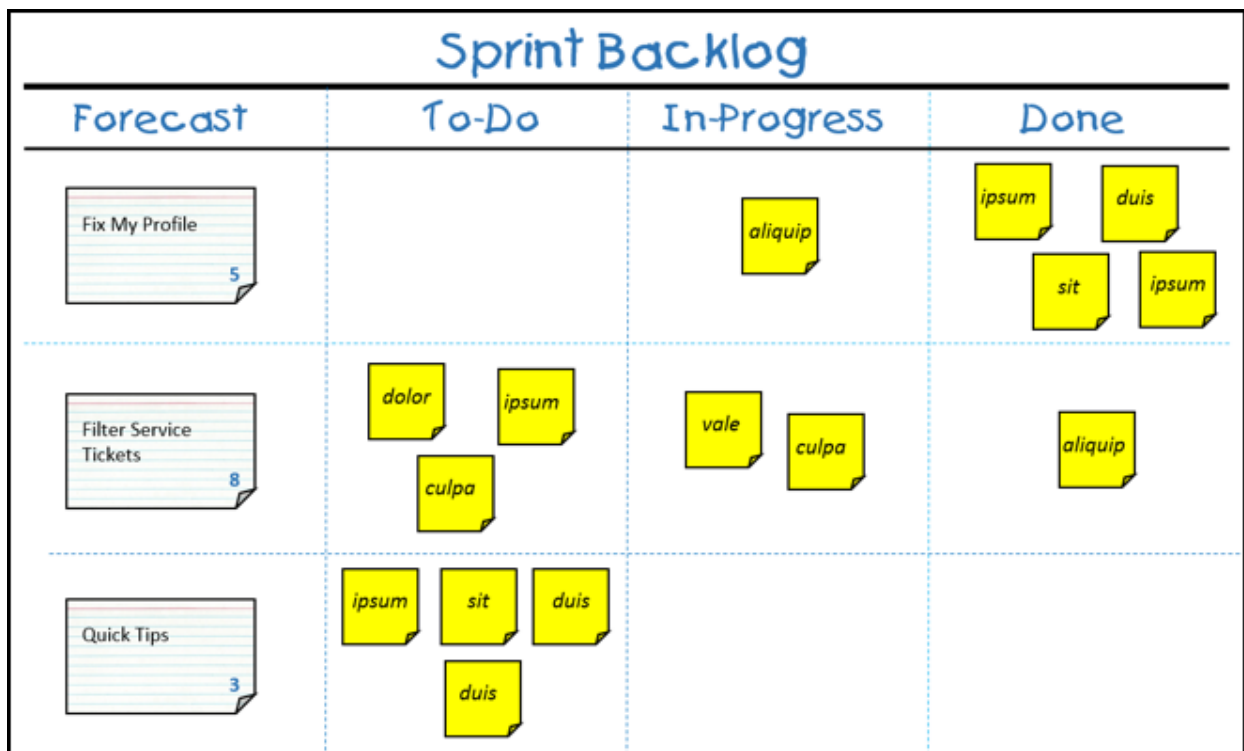 Sprint Backlog
Forecast
To-Do
In-Progress
Done
Fix My Profile
5
aliquip
ipsum
duis
sit
ipsum
Filter Service
Tickets
8
dolor
ipsum
culpa
vale
culpa
aliquip
Quick Tips
3
ipsum
sit
duis
duis